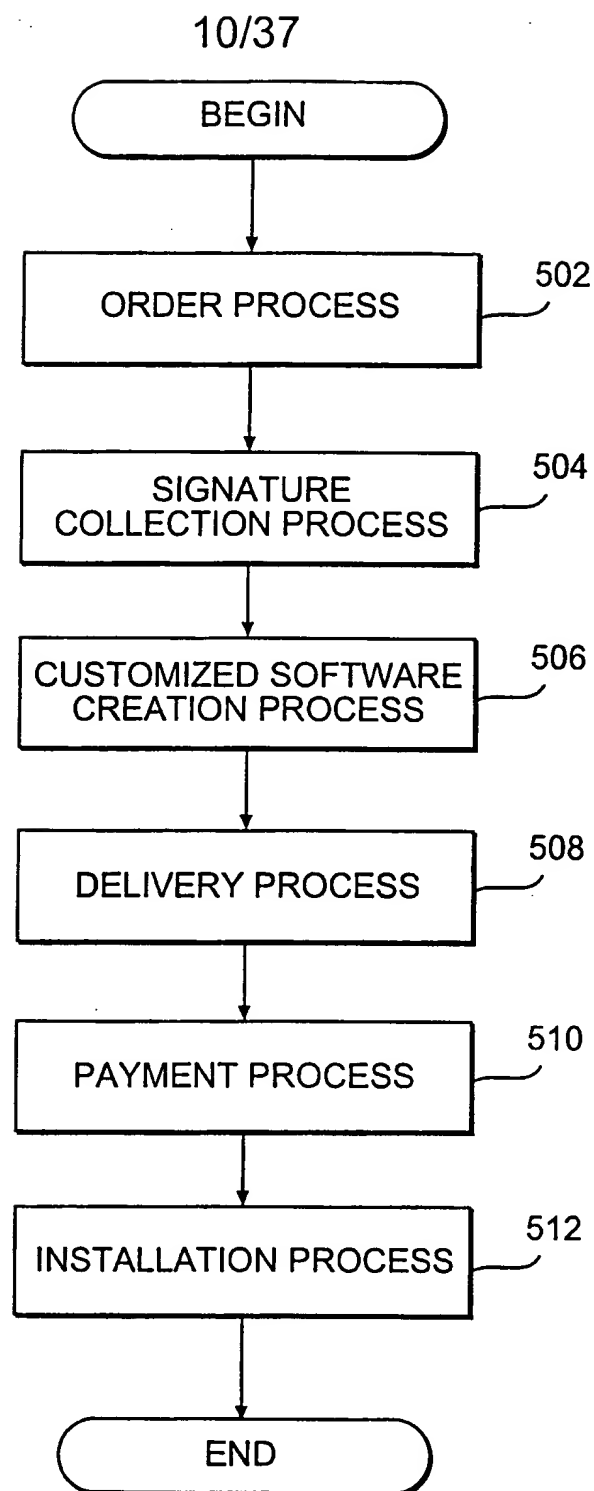 10/37
BEGIN
ORDER PROCESS
502
SIGNATURE
COLLECTION PROCESS
504
CUSTOMIZED SOFTWARE
CREATION PROCESS
506
DELIVERY PROCESS
508
PAYMENT PROCESS
510
INSTALLATION PROCESS
512
END